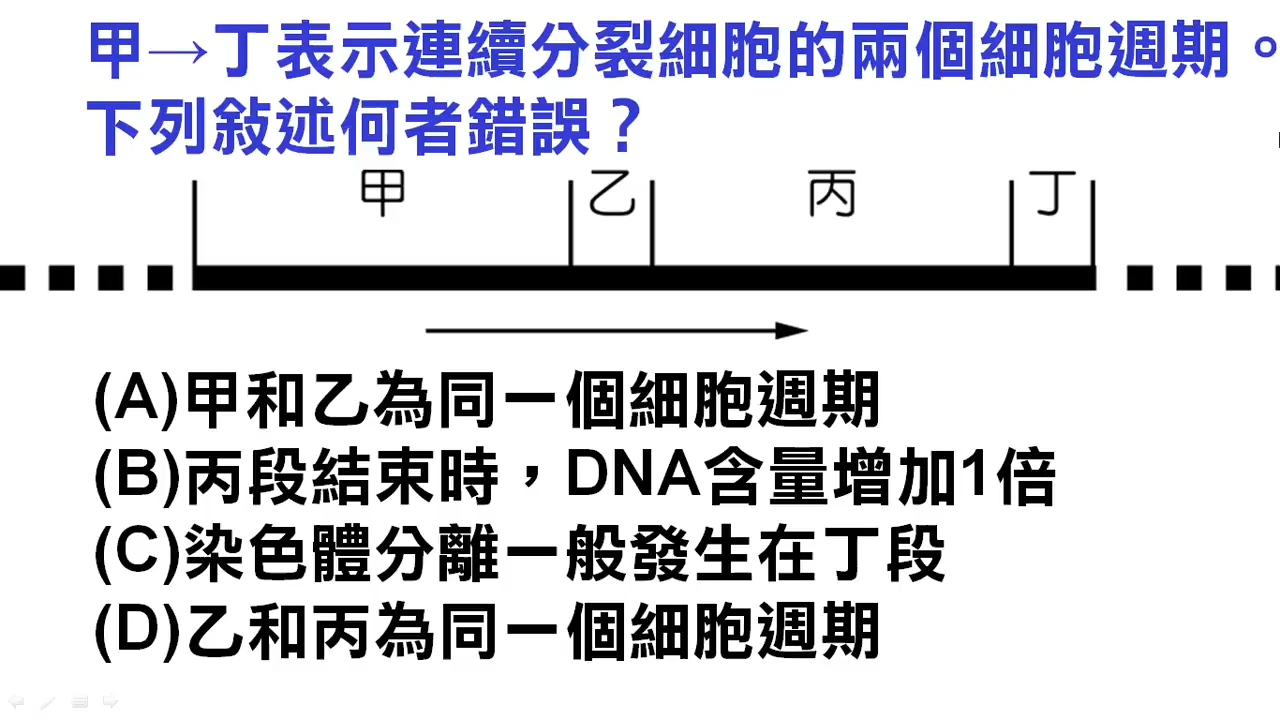 甲→丁表示連續分裂細胞的兩個細胞週期。
下列敍述何者錯誤？
甲 乙 丙 丁
(A)甲和乙為同一個細胞週期
(B)丙段結束時，DNA含量增加1倍
(C)染色體分離一般發生在丁段
(D)乙和丙為同一個細胞週期